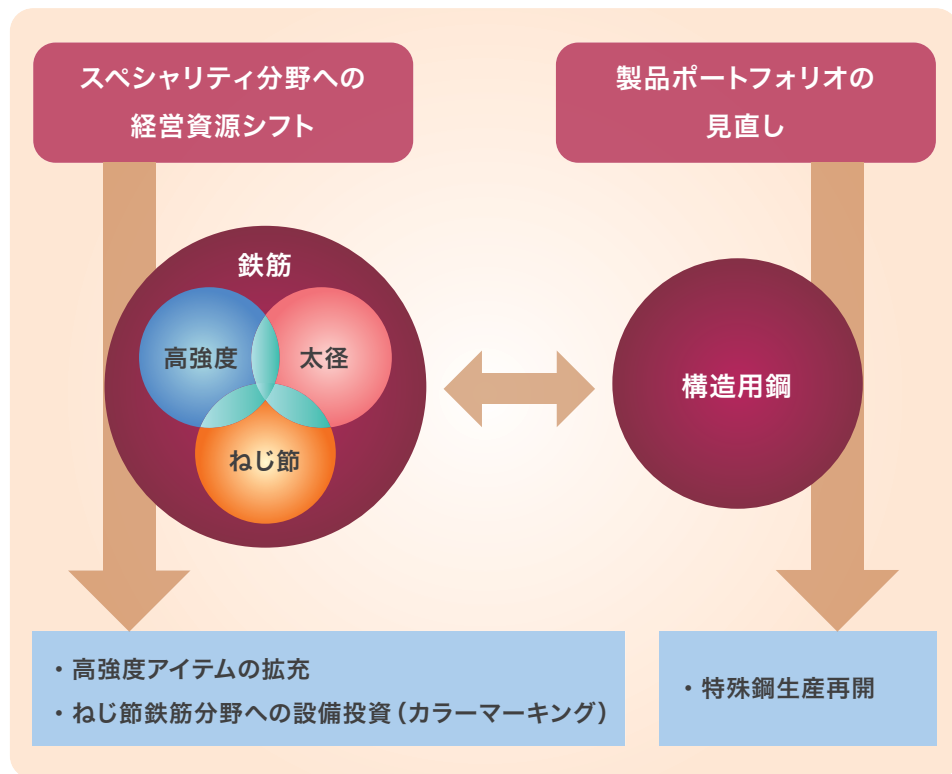 スペシャリティ分野への
経営資源シフト
製品ポートフォリオの
見直し
鉄筋
高強度
太径
ねじ節
構造用鋼
・高強度アイテムの拡充
・ねじ節鉄筋分野への設備投資（カラーマーキング）
・特殊鋼生産再開